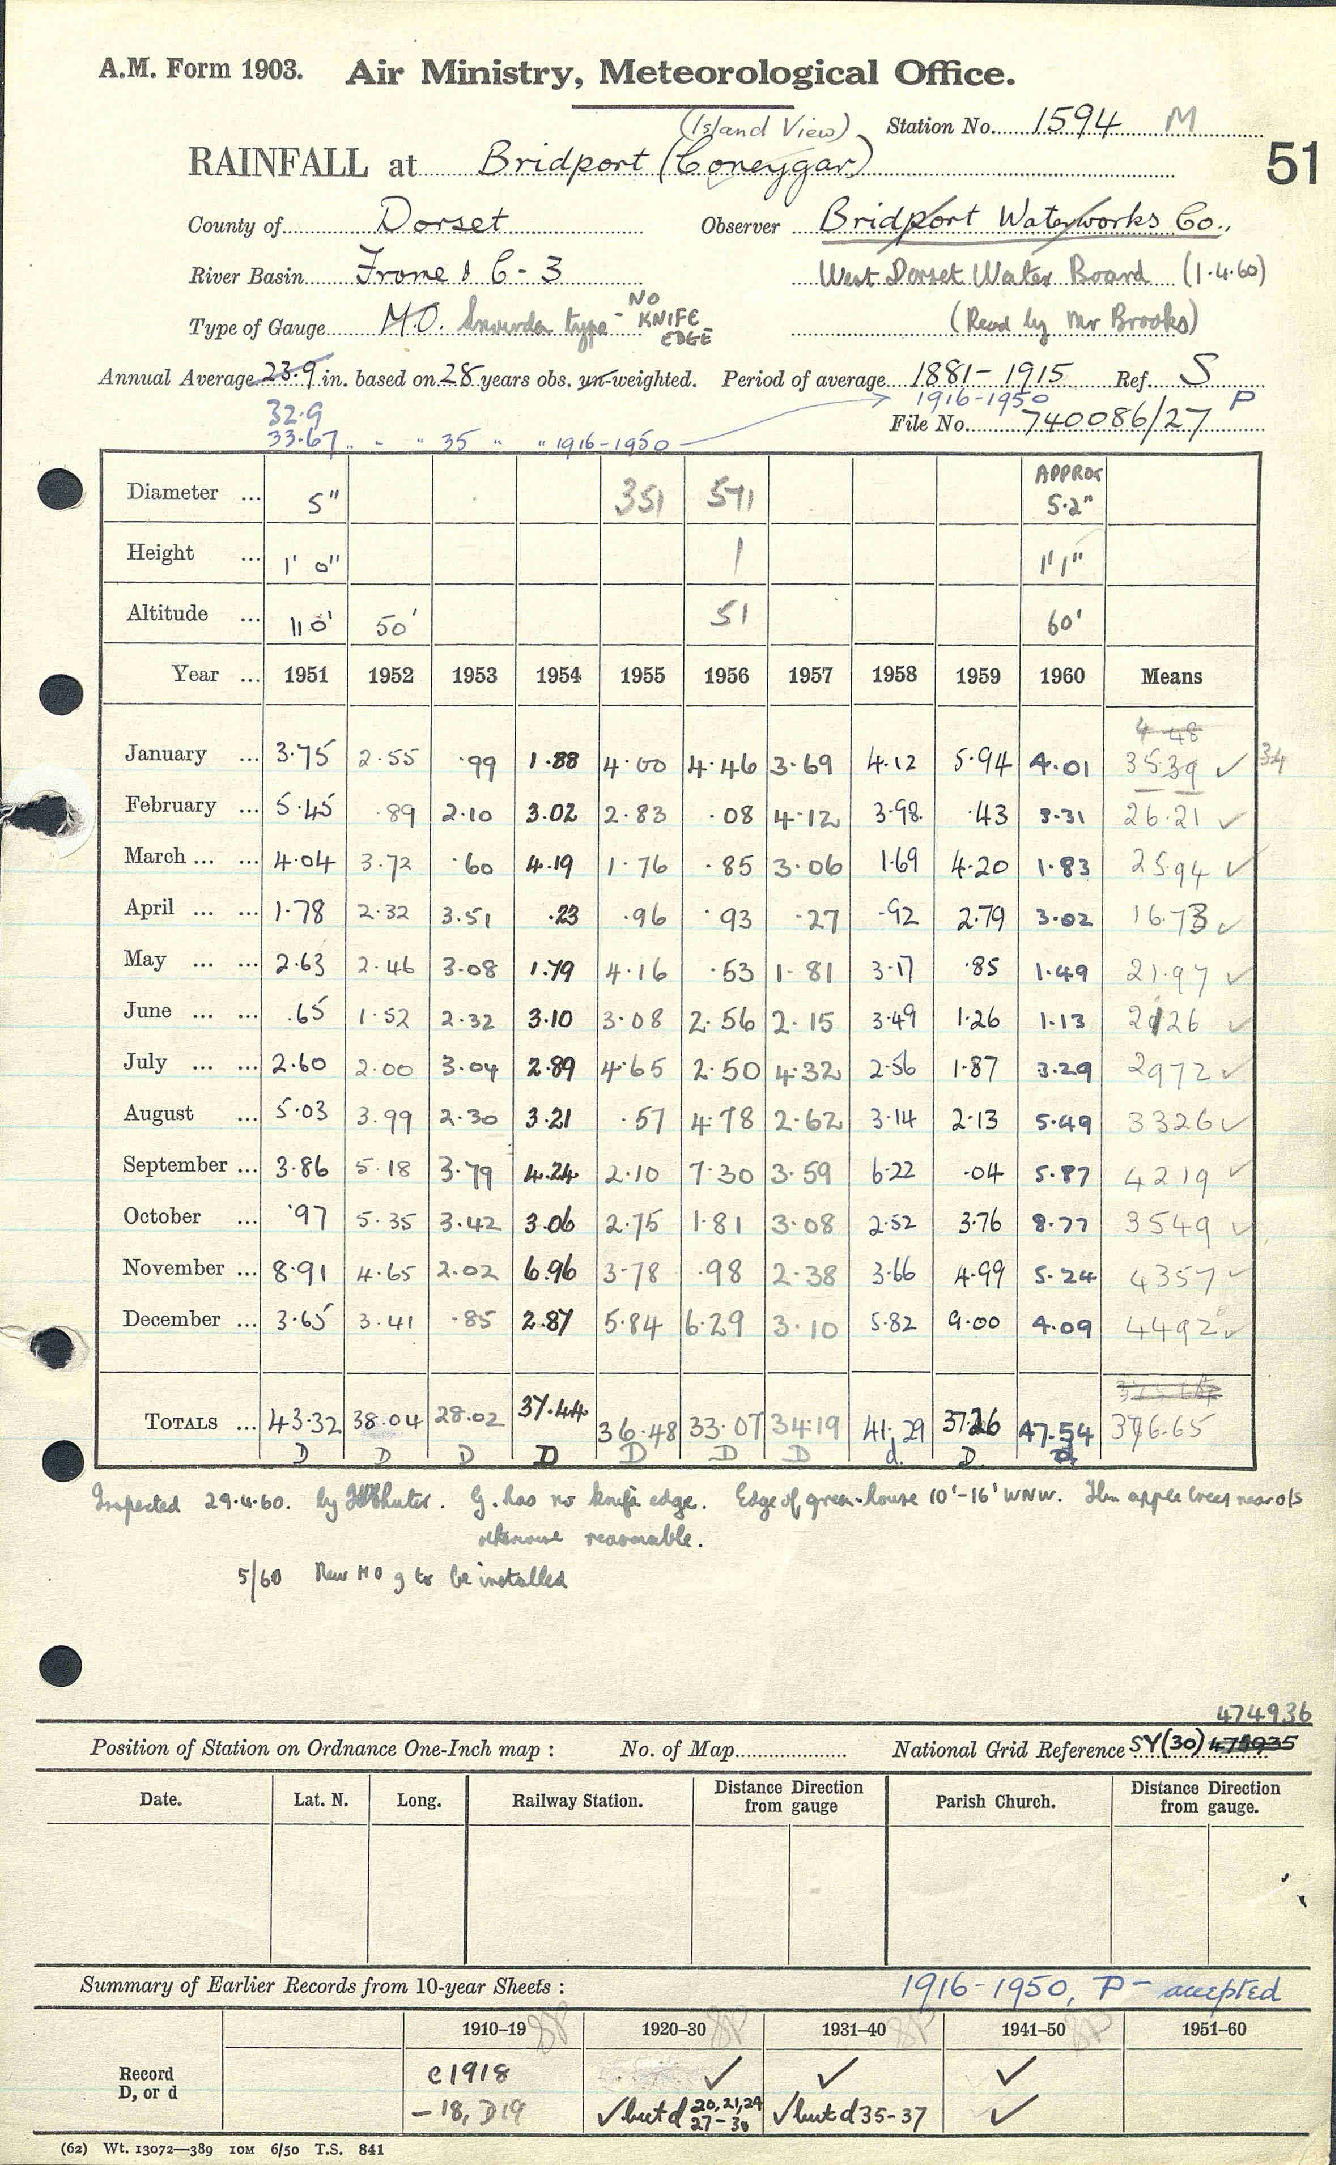 A.M. Form 1903. Air Ministry, Meteorological Office.
(Island View) Station No. 1594 M
RAINFALL at Bridport (Coneygar) 51
County of Dorset Observer Bridport Waterworks Co.,
River Basin Frome & C - 3 West Dorset Water Board (1.4.60)
Type of Gauge M.O. Snowdon type - NO KNIFE EDGE (Read by Mr Brooks)
Annual Average 23.9 in. based on 28 years obs. un-weighted. Period of average 1881-1915 Ref. S
32.9 1916-1950 P
33.67 " " " 35 " " 1916-1950 File No. 740086/27
Diameter ... 5" 351 571 APPROX 5.2"
Height ... 1' 0" 1 1' 1"
Altitude ... 110' 50' 51 60'
Year ... 1951 1952 1953 1954 1955 1956 1957 1958 1959 1960 Means
4 48
January ... 3.75 2.55 .99 1.88 4.00 4.46 3.69 4.12 5.94 4.01 35.39 ✓ 34
February ... 5.45 .89 2.10 3.02 2.83 .08 4.12 3.98 .43 3.31 26.21 ✓
March ... ... 4.04 3.72 .60 4.19 1.76 .85 3.06 1.69 4.20 1.83 25.94 ✓
April ... ... 1.78 2.32 3.51 .23 .96 .93 .27 .92 2.79 3.02 16.73 ✓
May ... ... 2.63 2.46 3.08 1.79 4.16 .53 1.81 3.17 .85 1.49 21.97 ✓
June ... ... .65 1.52 2.32 3.10 3.08 2.56 2.15 3.49 1.26 1.13 2126 ✓
July ... ... 2.60 2.00 3.04 2.89 4.65 2.50 4.32 2.56 1.87 3.29 2972 ✓
August ... 5.03 3.99 2.30 3.21 .57 4.78 2.62 3.14 2.13 5.49 3326 ✓
September ... 3.86 5.18 3.79 4.24 2.10 7.30 3.59 6.22 .04 5.87 4219 ✓
October ... .97 5.35 3.42 3.06 2.75 1.81 3.08 2.52 3.76 8.77 3549 ✓
November ... 8.91 4.65 2.02 6.96 3.78 .98 2.38 3.66 4.99 5.24 4357 ✓
December ... 3.65 3.41 .85 2.87 5.84 6.29 3.10 5.82 9.00 4.09 4492 ✓
TOTALS ... 43.32 38.04 28.02 37.44 36.48 33.07 34.19 41.29 37.26 47.54 376.65
D D D D D D D d. D. d
Inspected 29.4.60. by G. has no knife edge. Edge of green-house 10'-16' WNW. apple trees near o/s
otherwise reasonable.
5/60 New M O g to be installed
474936
Position of Station on Ordnance One-Inch map : No. of Map National Grid Reference SY(30)
Date. Lat. N. Long. Railway Station. Distance Direction from gauge Parish Church. Distance Direction from gauge.
Summary of Earlier Records from 10-year Sheets : 1916-1950, P - accepted
1910-19 1920-30 1931-40 1941-50 1951-60
Record D, or d c1918 ✓ ✓ ✓
-18, D19 ✓ but d 20,21,24 27-30 ✓ but d 35-37 ✓
(62) Wt. 13072—389 10M 6/50 T.S. 841